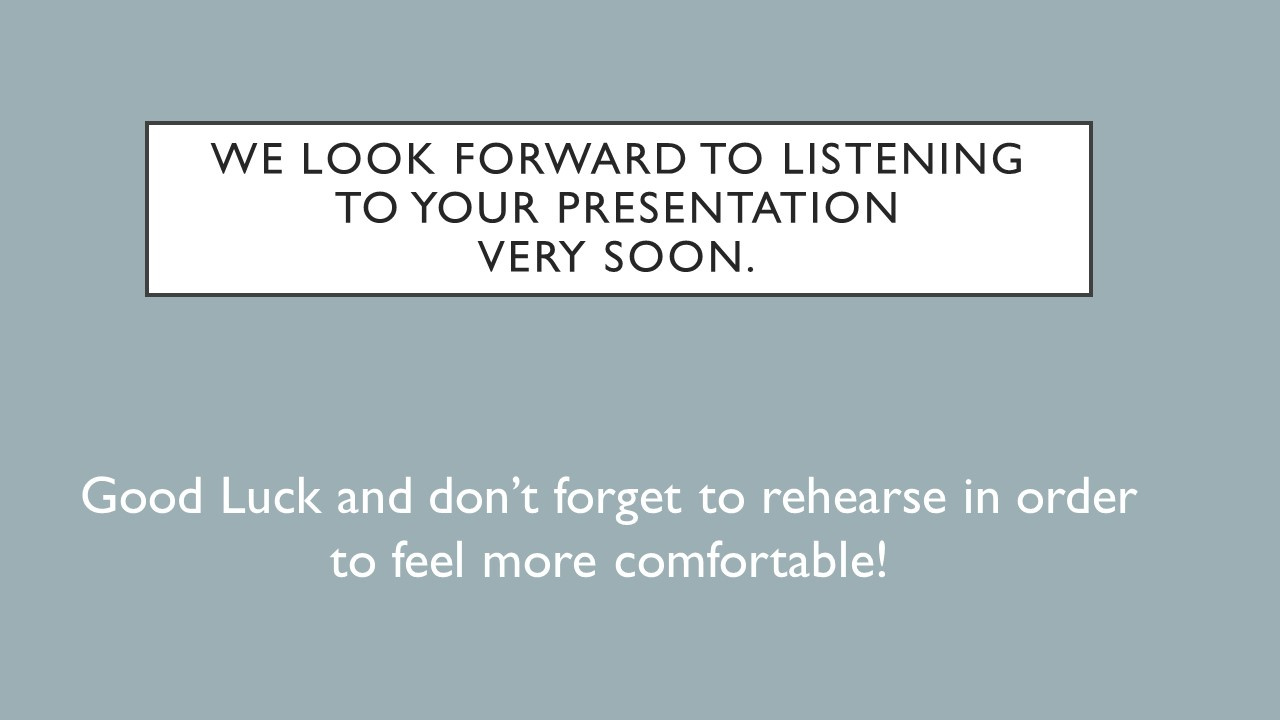 WE LOOK FORWARD TO LISTENING
TO YOUR PRESENTATION
VERY SOON.
Good Luck and don’t forget to rehearse in order
to feel more comfortable!